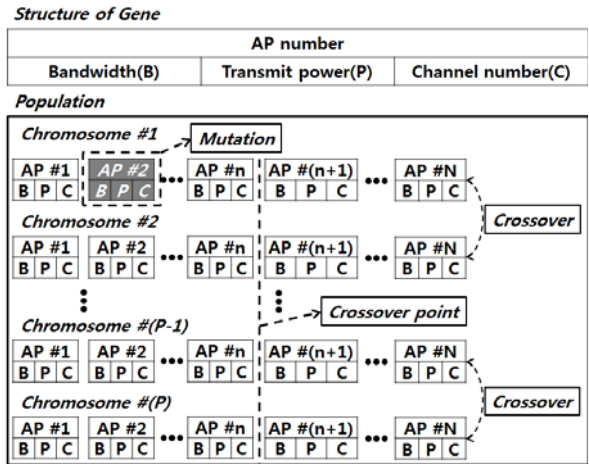 Structure of Gene
AP number
Bandwidth(B) Transmit power(P) Channel number(C)
Population
Chromosome #1 Mutation
AP #1 AP #2 ••• AP #n AP #(n+1) ••• AP #N
B P C B P C B P C B P C B P C
Crossover
Chromosome #2
AP #1 AP #2 ••• AP #n AP #(n+1) ••• AP #N
B P C B P C B P C B P C B P C
Crossover point
Chromosome #(P-1)
AP #1 AP #2 ••• AP #n AP #(n+1) ••• AP #N
B P C B P C B P C B P C B P C
Crossover
Chromosome #(P)
AP #1 AP #2 ••• AP #n AP #(n+1) ••• AP #N
B P C B P C B P C B P C B P C